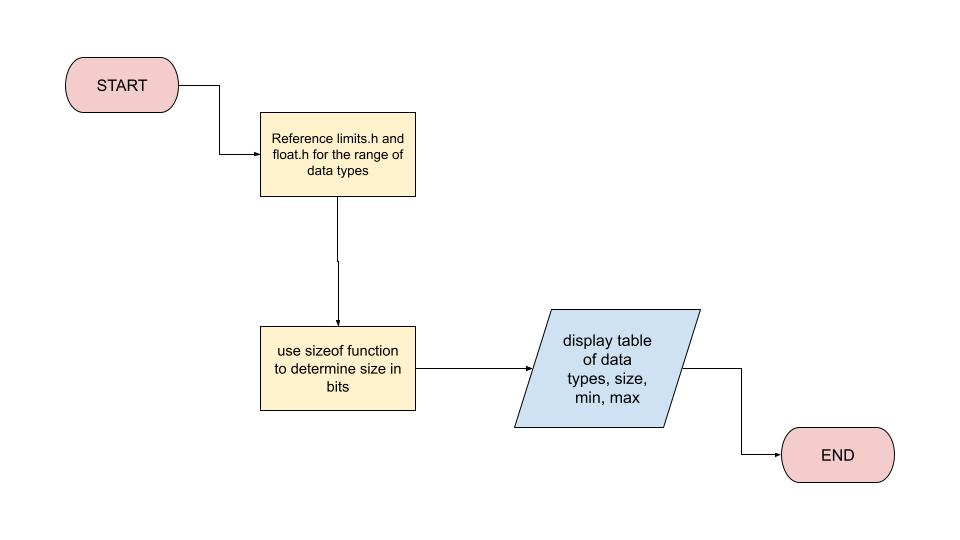 START
Reference limits.h and
float.h for the range of
data types
use sizeof function
to determine size in
bits
display table
of data
types, size,
min, max
END